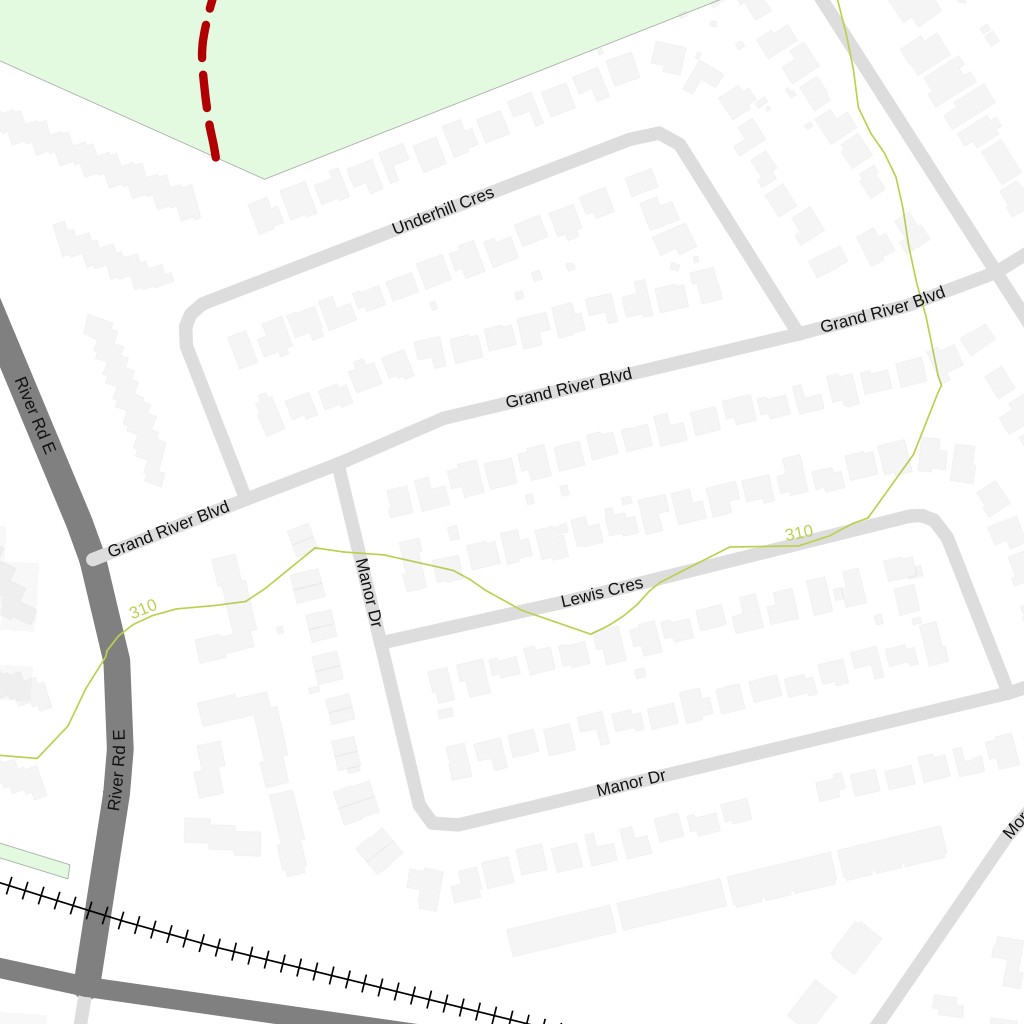 Underhill Cres
Grand River Blvd
Grand River Blvd
River Rd E
Grand River Blvd
310
Manor Dr
Lewis Cres
310
River Rd E
Manor Dr
Mor